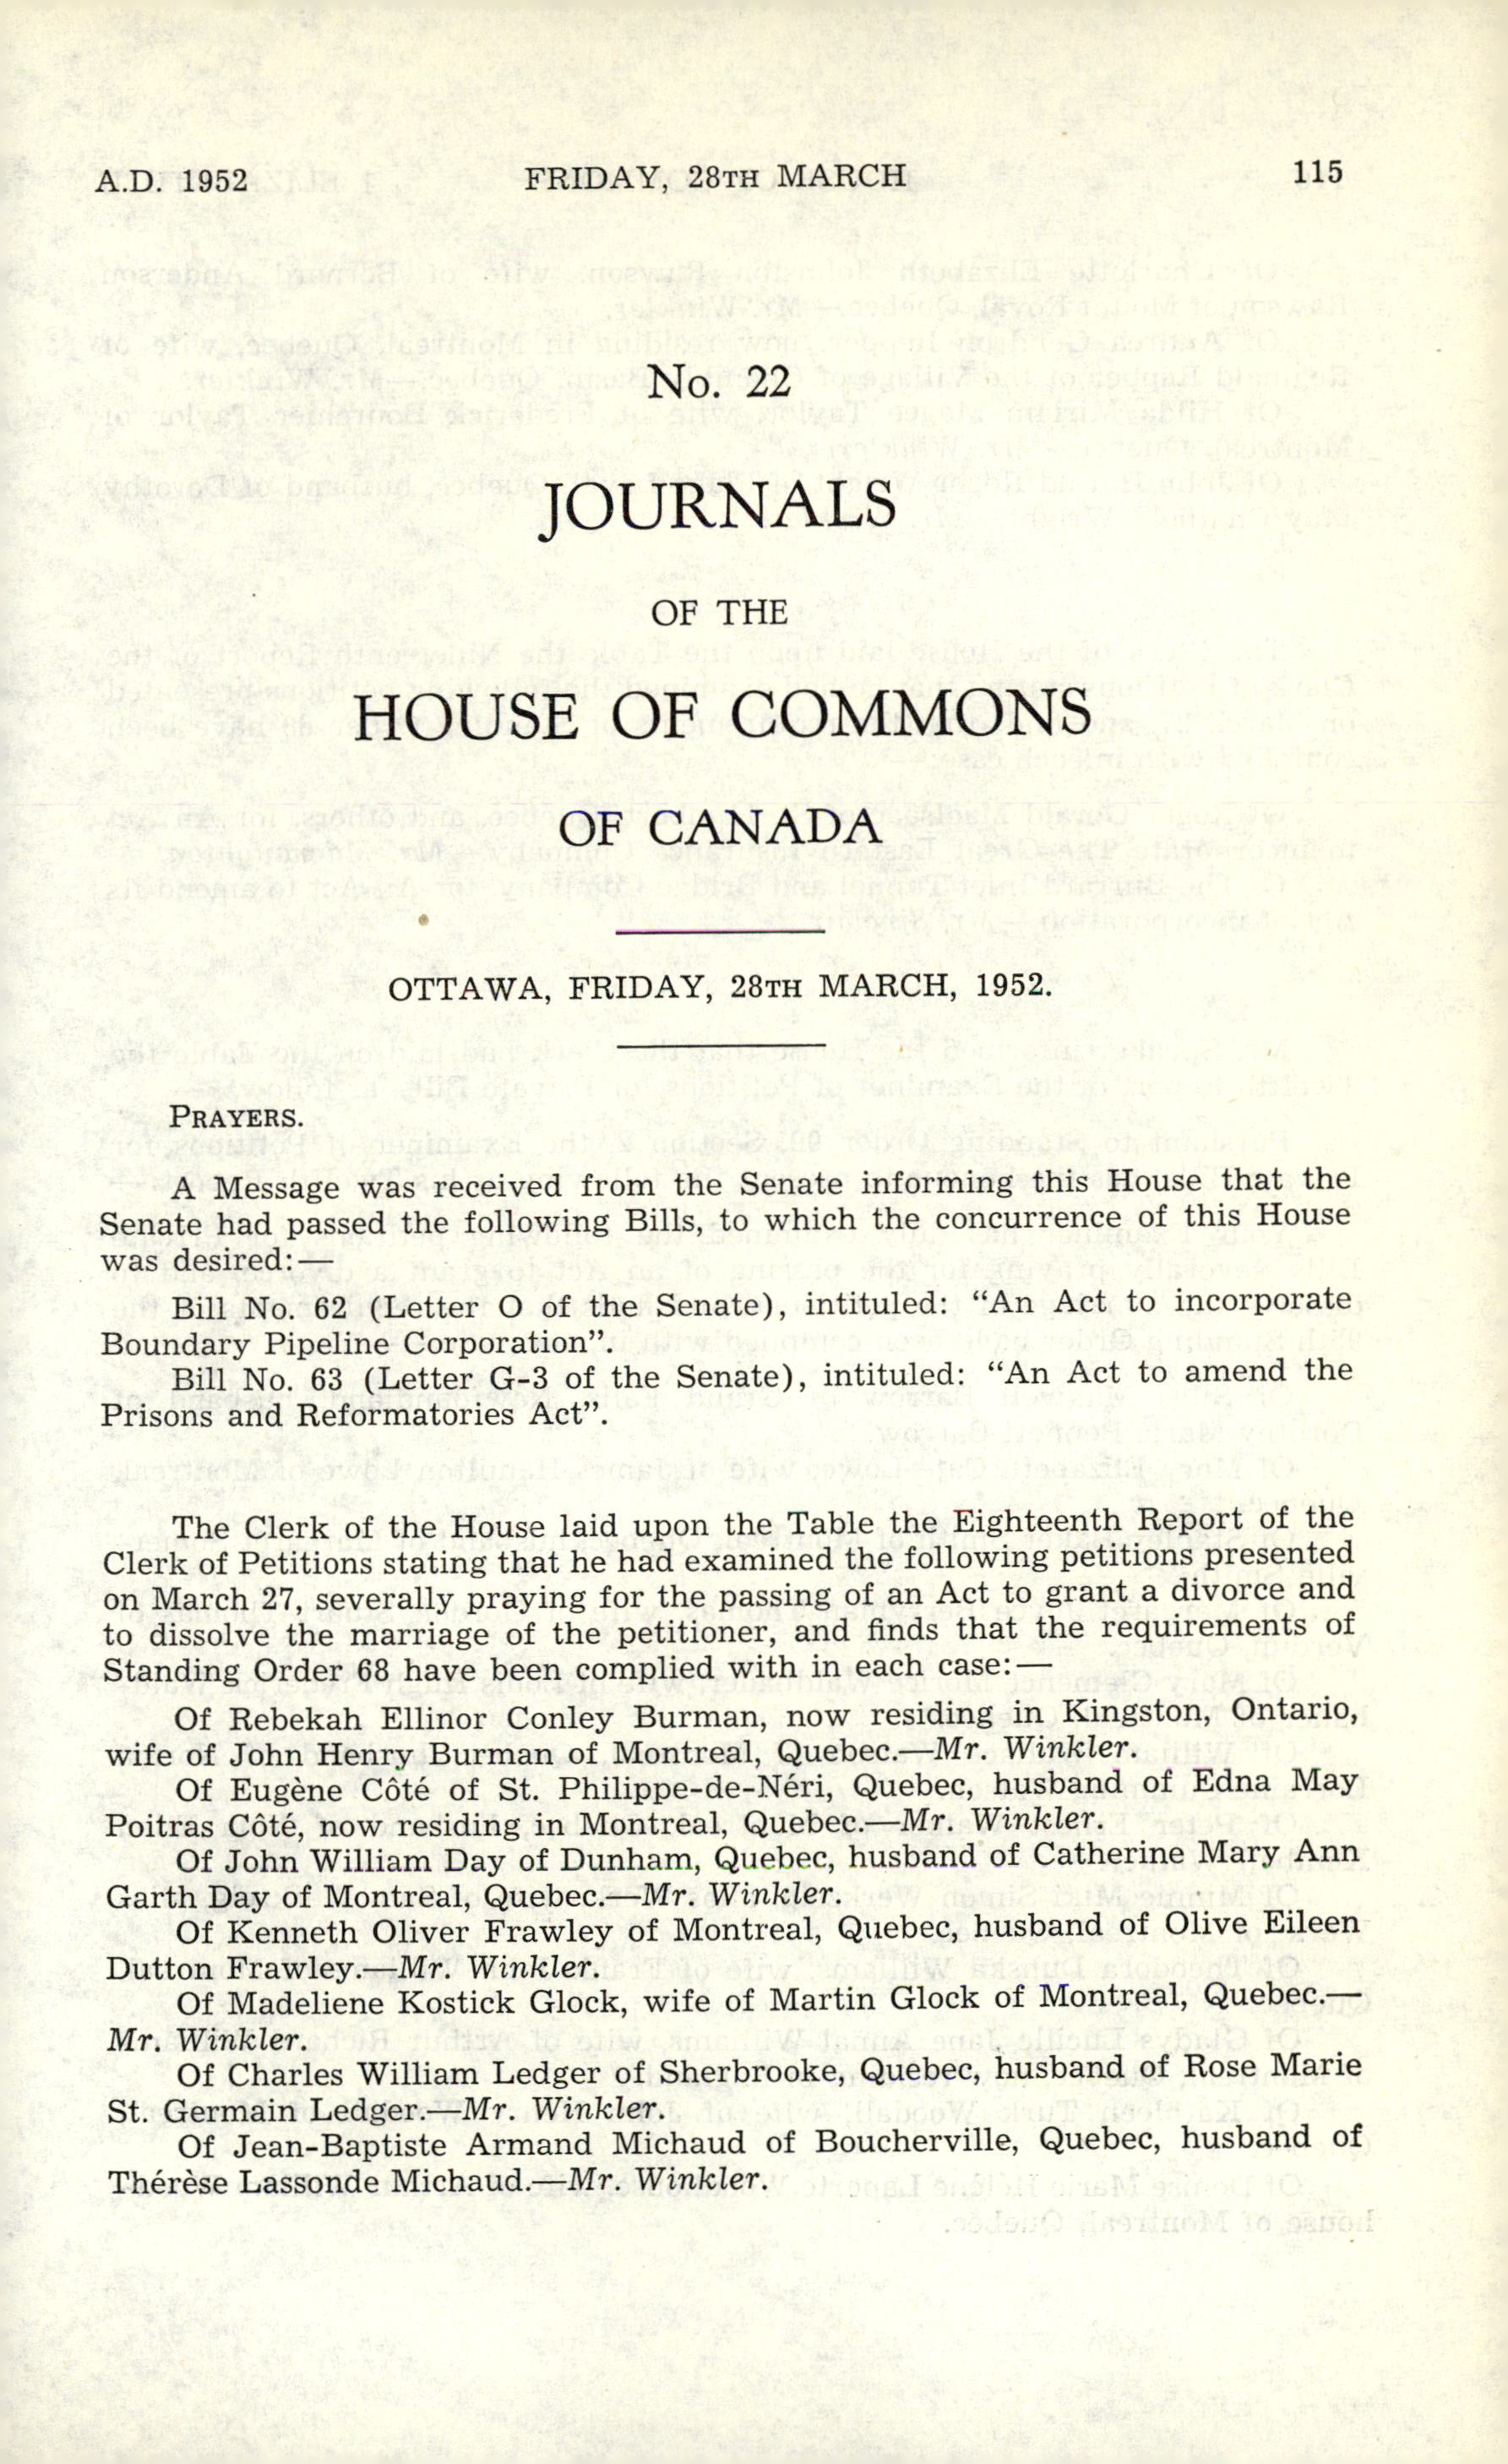 A.D. 1952 FRIDAY, 28TH MARCH 115
No. 22
JOURNALS
OF THE
HOUSE OF COMMONS
OF CANADA
OTTAWA, FRIDAY, 28TH MARCH, 1952.
PRAYERS.
A Message was received from the Senate informing this House that the
Senate had passed the following Bills, to which the concurrence of this House
was desired:—
Bill No. 62 (Letter O of the Senate), intituled: “An Act to incorporate
Boundary Pipeline Corporation”.
Bill No. 63 (Letter G-3 of the Senate), intituled: “An Act to amend the
Prisons and Reformatories Act”.
The Clerk of the House laid upon the Table the Eighteenth Report of the
Clerk of Petitions stating that he had examined the following petitions presented
on March 27, severally praying for the passing of an Act to grant a divorce and
to dissolve the marriage of the petitioner, and finds that the requirements of
Standing Order 68 have been complied with in each case:—
Of Rebekah Ellinor Conley Burman, now residing in Kingston, Ontario,
wife of John Henry Burman of Montreal, Quebec.—Mr. Winkler.
Of Eugène Côté of St. Philippe-de-Néri, Quebec, husband of Edna May
Poitras Côté, now residing in Montreal, Quebec.—Mr. Winkler.
Of John William Day of Dunham, Quebec, husband of Catherine Mary Ann
Garth Day of Montreal, Quebec.—Mr. Winkler.
Of Kenneth Oliver Frawley of Montreal, Quebec, husband of Olive Eileen
Dutton Frawley.—Mr. Winkler.
Of Madeliene Kostick Glock, wife of Martin Glock of Montreal, Quebec.—
Mr. Winkler.
Of Charles William Ledger of Sherbrooke, Quebec, husband of Rose Marie
St. Germain Ledger.—Mr. Winkler.
Of Jean-Baptiste Armand Michaud of Boucherville, Quebec, husband of
Thérèse Lassonde Michaud.—Mr. Winkler.